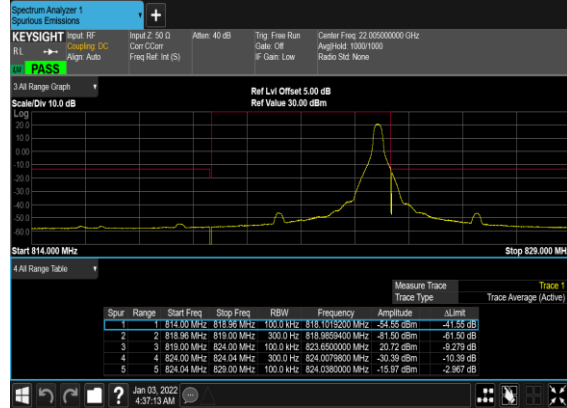 Spectrum Analyzer 1
Spurious Emissions
KEYSIGHT Input: RF Input Z: 50 Ω Atten: 40 dB Trig: Free Run Center Freq: 22.005000000 GHz
RL Coupling: DC Corr CCorr Gate: Off Avg|Hold: 1000/1000
Align: Auto Freq Ref: Int (S) IF Gain: Low Radio Std: None
PASS
3 All Range Graph
Ref Lvl Offset 5.00 dB
Scale/Div 10.0 dB Ref Value 30.00 dBm
Log
20.0
10.0
0.00
-10.0
-20.0
-30.0
-40.0
-50.0
-60.0
Start 814.000 MHz Stop 829.000 MH
4 All Range Table
Measure Trace Trace 1
Trace Type Trace Average (Active)
Spur Range Start Freq Stop Freq RBW Frequency Amplitude ΔLimit
1 1 814.00 MHz 818.96 MHz 100.0 kHz 818.1019200 MHz -54.55 dBm -41.55 dB
2 2 818.96 MHz 819.00 MHz 300.0 Hz 818.9859400 MHz -81.50 dBm -61.50 dB
3 3 819.00 MHz 824.00 MHz 100.0 kHz 823.6500000 MHz 20.72 dBm -9.279 dB
4 4 824.00 MHz 824.04 MHz 300.0 Hz 824.0079800 MHz -30.39 dBm -10.39 dB
5 5 824.04 MHz 829.00 MHz 100.0 kHz 824.0380000 MHz -15.97 dBm -2.967 dB
? Jan 03, 2022
4:37:13 AM